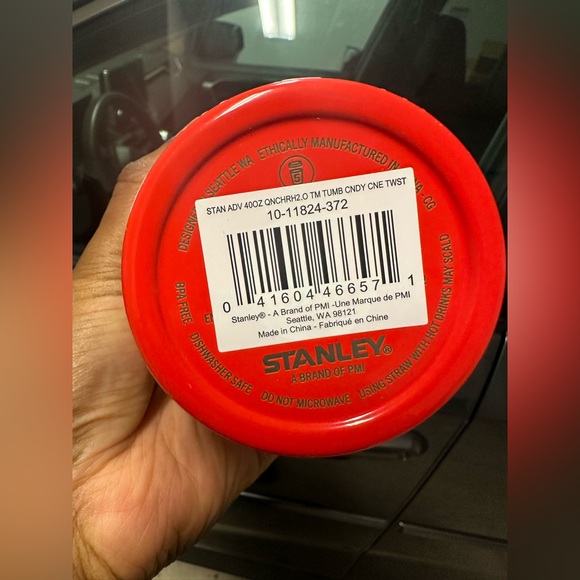 DESIGNED SEATTLE WA ETHICALLY MANUFACTURED IN -CG
5
STAN ADV 40OZ QNCHRH2.O TM TUMB CNDY CNE TWST
10-11824-372
0 41604 46657 1
Stanley® - A Brand of PMI -Une Marque de PMI
Seattle, WA 98121
Made in China - Fabriqué en Chine
STANLEY®
A BRAND OF PMI
BPA FREE DISHWASHER SAFE DO NOT MICROWAVE USING STRAW WITH HOT DRINKS MAY SCALD